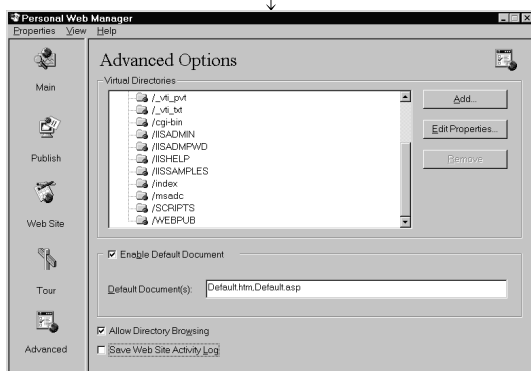 Personal Web Manager
Properties View Help
Main
Publish
Web Site
Tour
Advanced
Advanced Options
Virtual Directories
/_vti_pvt
/_vti_txt
/cgi-bin
/IISADMIN
/IISADMPWD
/IISHELP
/IISSAMPLES
/index
/msadc
/SCRIPTS
/WEBPUB
Add...
Edit Properties...
Remove
Enable Default Document
Default Document(s): Default.htm,Default.asp
Allow Directory Browsing
Save Web Site Activity Log